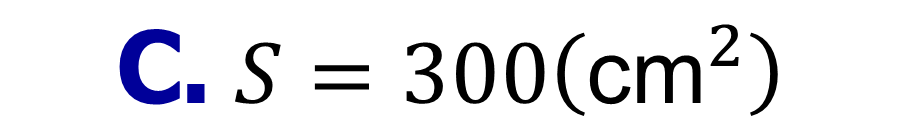 C. S = 300(cm²)